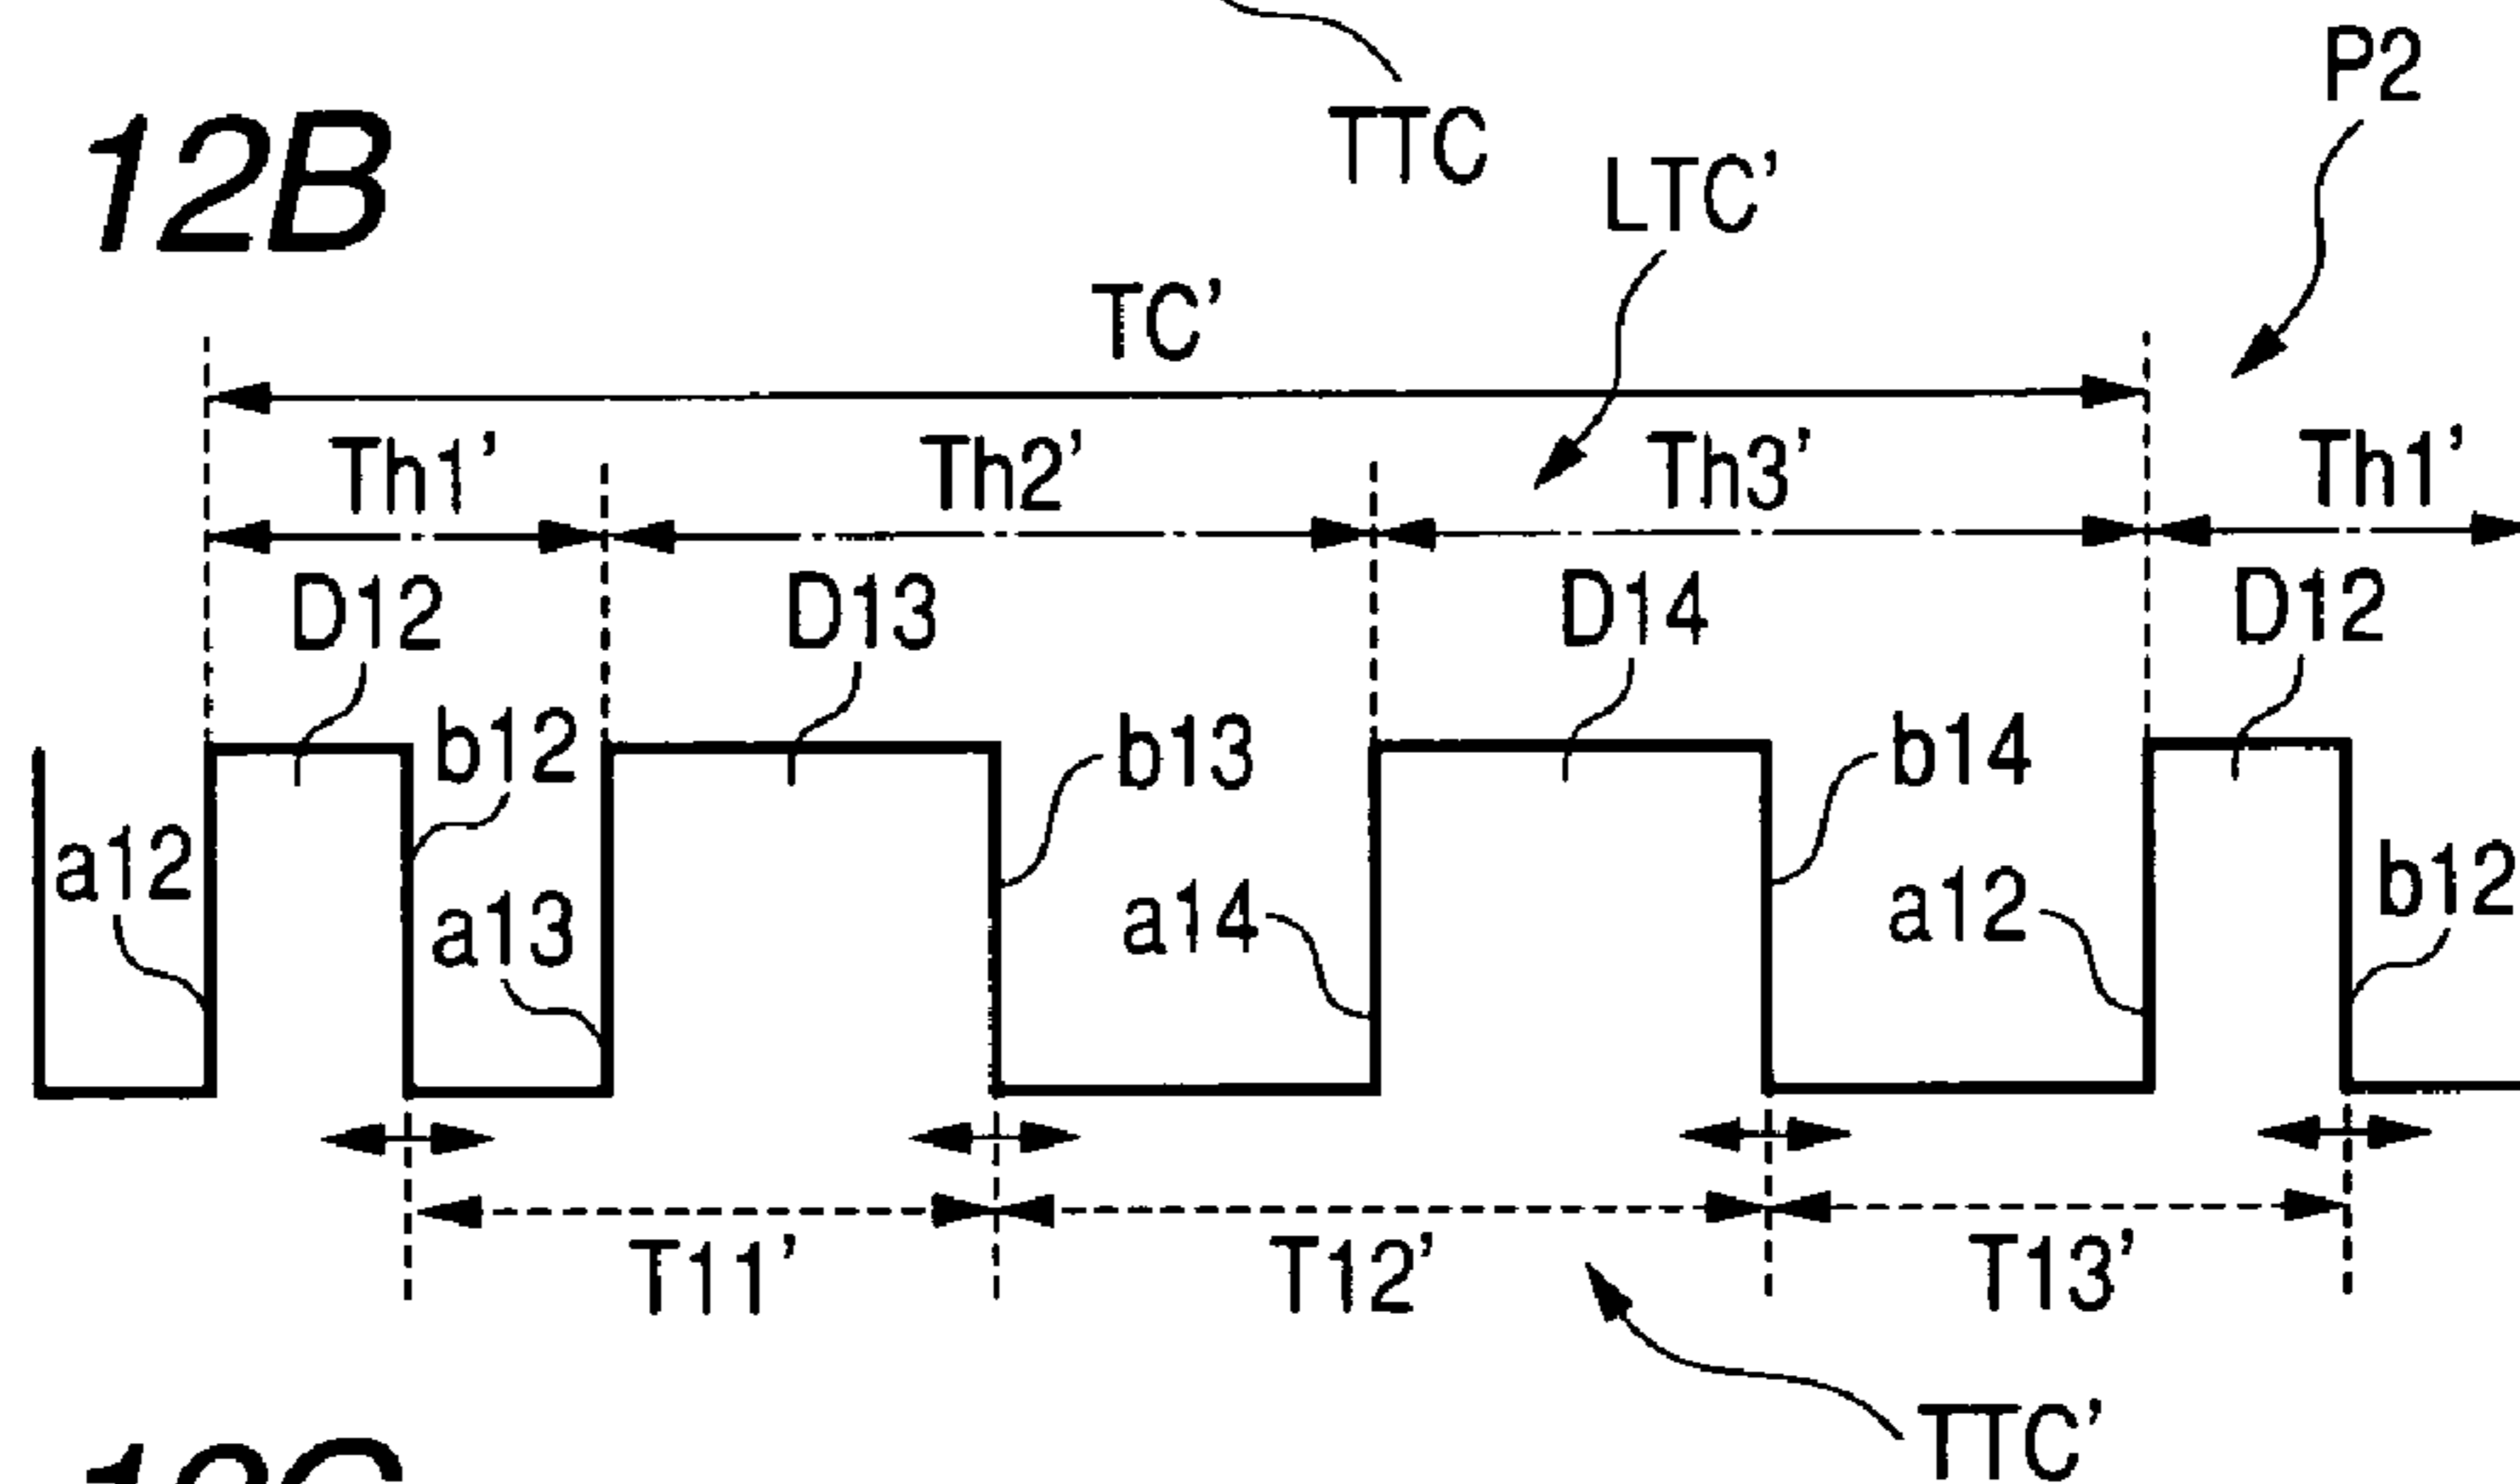 TTC
P2
12B
LTC'
TC'
Th1' Th2' Th3' Th1'
D12 D13 D14 D12
b12 b13 b14
a12 a13 a14 a12 b12
T11' T12' T13'
TTC'